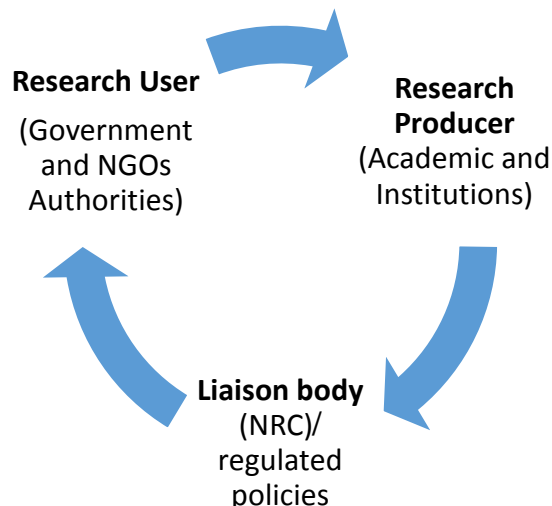 Research User
(Government
and NGOs
Authorities)
Research
Producer
(Academic and
Institutions)
Liaison body
(NRC)/
regulated
policies